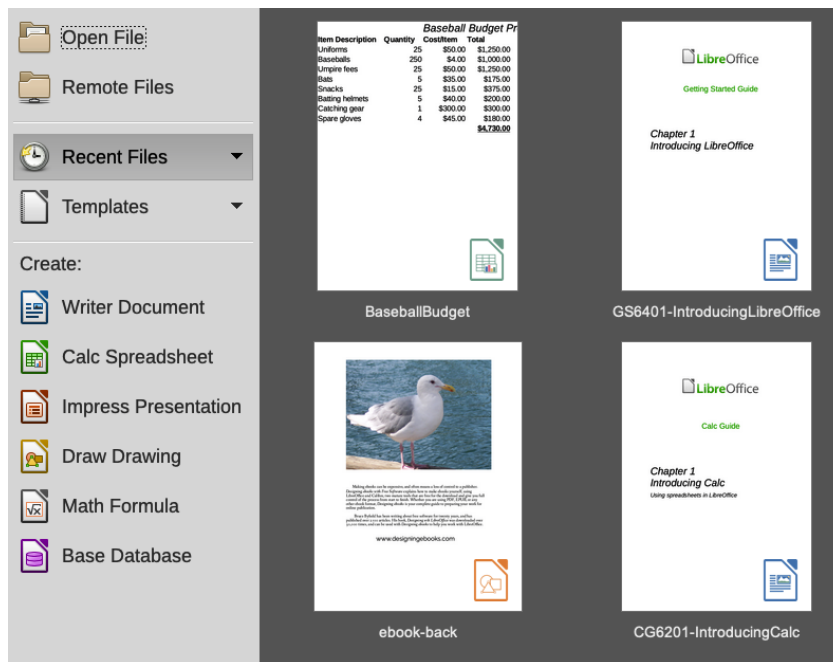 Open File
Remote Files
Recent Files
Templates
Create:
Writer Document
Calc Spreadsheet
Impress Presentation
Draw Drawing
Math Formula
Base Database
Baseball Budget Pr
Item Description Quantity Cost/Item Total
Uniforms 25 $50.00 $1,250.00
Baseballs 250 $4.00 $1,000.00
Umpire fees 25 $50.00 $1,250.00
Bats 5 $35.00 $175.00
Snacks 25 $15.00 $375.00
Batting helmets 5 $40.00 $200.00
Catching gear 1 $300.00 $300.00
Spare gloves 4 $45.00 $180.00
$4,730.00
BaseballBudget
LibreOffice
Getting Started Guide
Chapter 1
Introducing LibreOffice
GS6401-IntroducingLibreOffice
www.designingebooks.com
ebook-back
LibreOffice
Calc Guide
Chapter 1
Introducing Calc
Using spreadsheets in LibreOffice
CG6201-IntroducingCalc